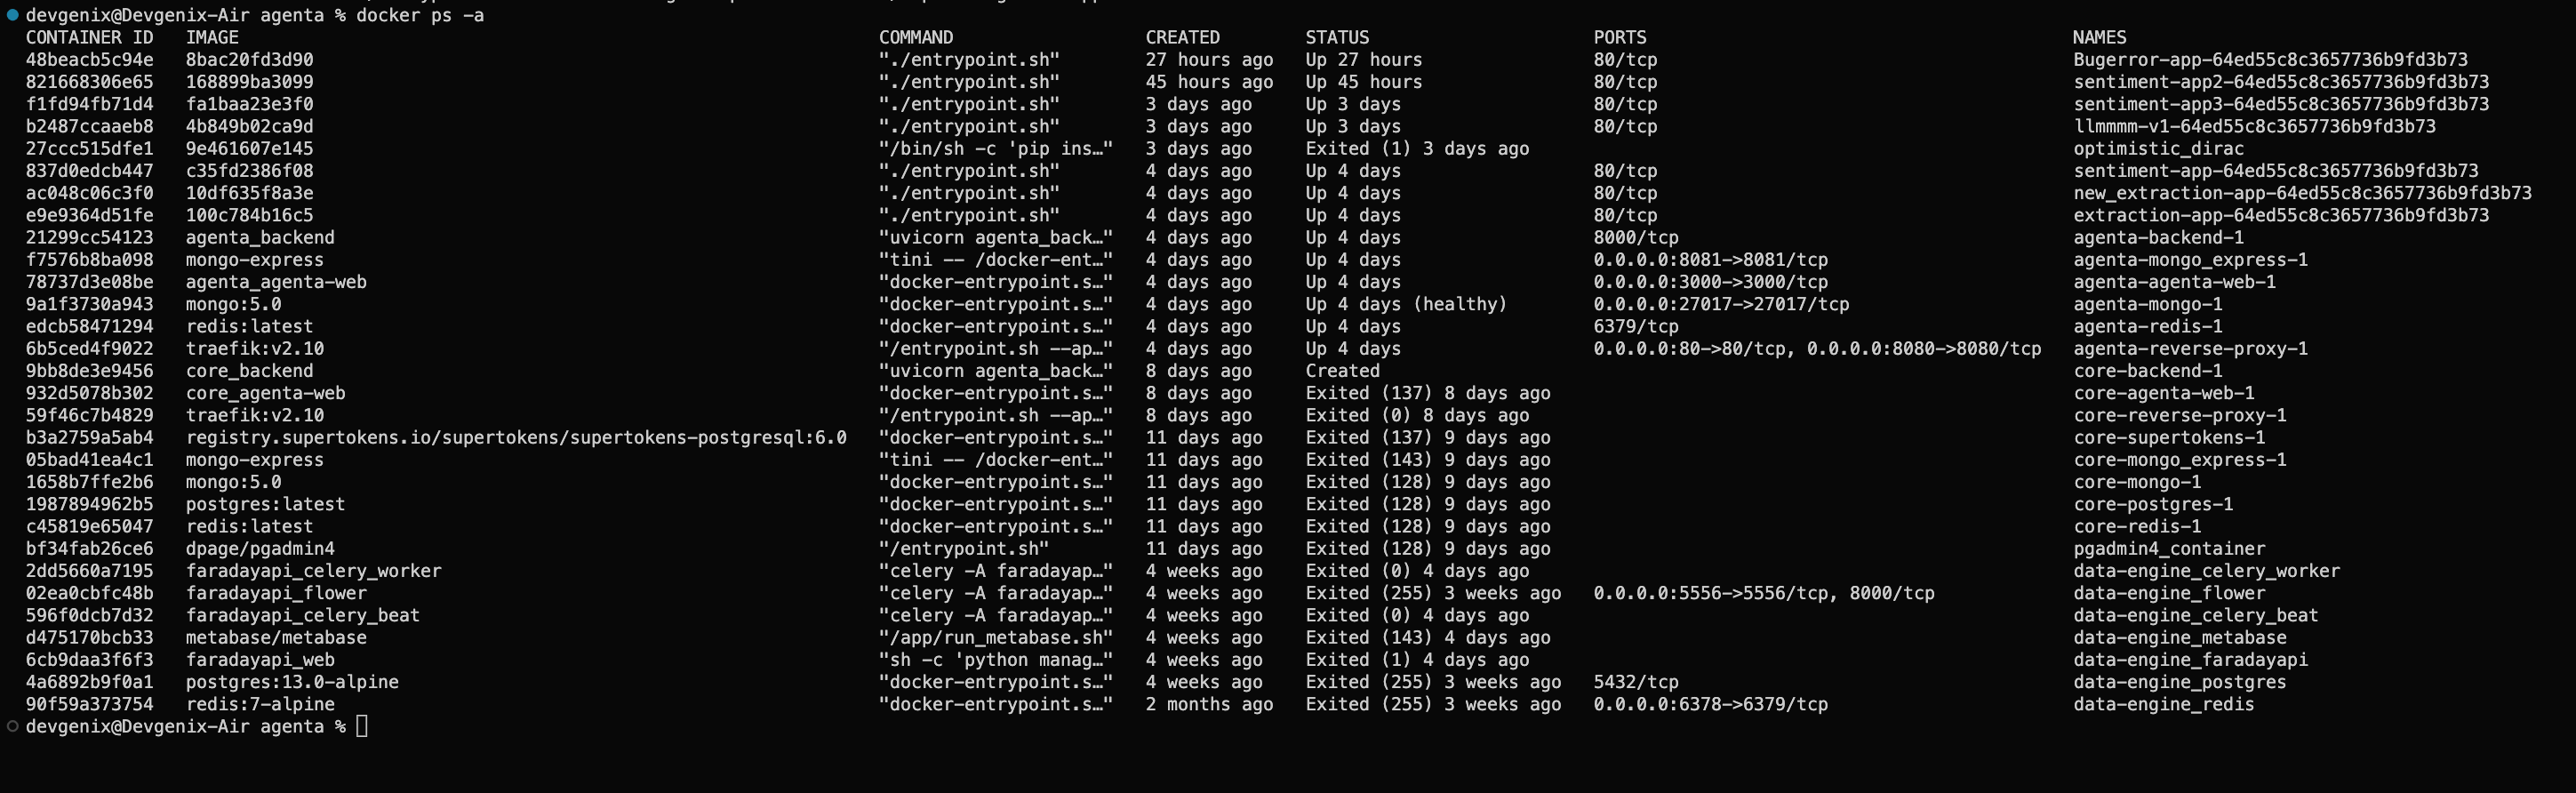 devgenix@Devgenix-Air agenta % docker ps -a
CONTAINER ID   IMAGE   COMMAND   CREATED   STATUS   PORTS   NAMES
48beacb5c94e   8bac20fd3d90   "./entrypoint.sh"   27 hours ago   Up 27 hours   80/tcp   Bugerror-app-64ed55c8c3657736b9fd3b73
821668306e65   168899ba3099   "./entrypoint.sh"   45 hours ago   Up 45 hours   80/tcp   sentiment-app2-64ed55c8c3657736b9fd3b73
f1fd94fb71d4   fa1baa23e3f0   "./entrypoint.sh"   3 days ago   Up 3 days   80/tcp   sentiment-app3-64ed55c8c3657736b9fd3b73
b2487ccaaeb8   4b849b02ca9d   "./entrypoint.sh"   3 days ago   Up 3 days   80/tcp   llmmmm-v1-64ed55c8c3657736b9fd3b73
27ccc515dfe1   9e461607e145   "/bin/sh -c 'pip ins…"   3 days ago   Exited (1) 3 days ago   optimistic_dirac
837d0edcb447   c35fd2386f08   "./entrypoint.sh"   4 days ago   Up 4 days   80/tcp   sentiment-app-64ed55c8c3657736b9fd3b73
ac048c06c3f0   10df635f8a3e   "./entrypoint.sh"   4 days ago   Up 4 days   80/tcp   new_extraction-app-64ed55c8c3657736b9fd3b73
e9e9364d51fe   100c784b16c5   "./entrypoint.sh"   4 days ago   Up 4 days   80/tcp   extraction-app-64ed55c8c3657736b9fd3b73
21299cc54123   agenta_backend   "uvicorn agenta_back…"   4 days ago   Up 4 days   8000/tcp   agenta-backend-1
f7576b8ba098   mongo-express   "tini -- /docker-ent…"   4 days ago   Up 4 days   0.0.0.0:8081->8081/tcp   agenta-mongo_express-1
78737d3e08be   agenta_agenta-web   "docker-entrypoint.s…"   4 days ago   Up 4 days   0.0.0.0:3000->3000/tcp   agenta-agenta-web-1
9a1f3730a943   mongo:5.0   "docker-entrypoint.s…"   4 days ago   Up 4 days (healthy)   0.0.0.0:27017->27017/tcp   agenta-mongo-1
edcb58471294   redis:latest   "docker-entrypoint.s…"   4 days ago   Up 4 days   6379/tcp   agenta-redis-1
6b5ced4f9022   traefik:v2.10   "/entrypoint.sh --ap…"   4 days ago   Up 4 days   0.0.0.0:80->80/tcp, 0.0.0.0:8080->8080/tcp   agenta-reverse-proxy-1
9bb8de3e9456   core_backend   "uvicorn agenta_back…"   8 days ago   Created   core-backend-1
932d5078b302   core_agenta-web   "docker-entrypoint.s…"   8 days ago   Exited (137) 8 days ago   core-agenta-web-1
59f46c7b4829   traefik:v2.10   "/entrypoint.sh --ap…"   8 days ago   Exited (0) 8 days ago   core-reverse-proxy-1
b3a2759a5ab4   registry.supertokens.io/supertokens/supertokens-postgresql:6.0   "docker-entrypoint.s…"   11 days ago   Exited (137) 9 days ago   core-supertokens-1
05bad41ea4c1   mongo-express   "tini -- /docker-ent…"   11 days ago   Exited (143) 9 days ago   core-mongo_express-1
1658b7ffe2b6   mongo:5.0   "docker-entrypoint.s…"   11 days ago   Exited (128) 9 days ago   core-mongo-1
1987894962b5   postgres:latest   "docker-entrypoint.s…"   11 days ago   Exited (128) 9 days ago   core-postgres-1
c45819e65047   redis:latest   "docker-entrypoint.s…"   11 days ago   Exited (128) 9 days ago   core-redis-1
bf34fab26ce6   dpage/pgadmin4   "/entrypoint.sh"   11 days ago   Exited (128) 9 days ago   pgadmin4_container
2dd5660a7195   faradayapi_celery_worker   "celery -A faradayap…"   4 weeks ago   Exited (0) 4 days ago   data-engine_celery_worker
02ea0cbfc48b   faradayapi_flower   "celery -A faradayap…"   4 weeks ago   Exited (255) 3 weeks ago   0.0.0.0:5556->5556/tcp, 8000/tcp   data-engine_flower
596f0dcb7d32   faradayapi_celery_beat   "celery -A faradayap…"   4 weeks ago   Exited (0) 4 days ago   data-engine_celery_beat
d475170bcb33   metabase/metabase   "/app/run_metabase.sh"   4 weeks ago   Exited (143) 4 days ago   data-engine_metabase
6cb9daa3f6f3   faradayapi_web   "sh -c 'python manag…"   4 weeks ago   Exited (1) 4 days ago   data-engine_faradayapi
4a6892b9f0a1   postgres:13.0-alpine   "docker-entrypoint.s…"   4 weeks ago   Exited (255) 3 weeks ago   5432/tcp   data-engine_postgres
90f59a373754   redis:7-alpine   "docker-entrypoint.s…"   2 months ago   Exited (255) 3 weeks ago   0.0.0.0:6378->6379/tcp   data-engine_redis
devgenix@Devgenix-Air agenta %